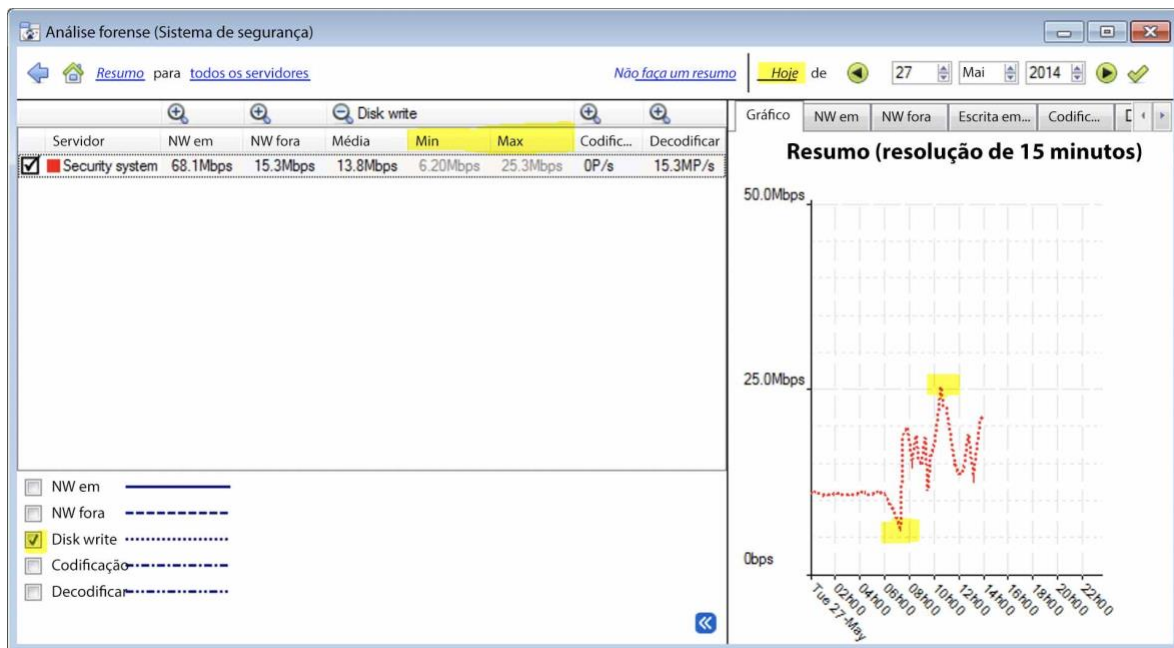 Análise forense (Sistema de segurança)
Resumo para todos os servidores Não faça um resumo Hoje de 27 Mai 2014
Disk write
Servidor NW em NW fora Média Min Max Codific... Decodificar
Security system 68.1Mbps 15.3Mbps 13.8Mbps 6.20Mbps 25.3Mbps 0P/s 15.3MP/s
NW em
NW fora
Disk write
Codificação
Decodificar
Gráfico NW em NW fora Escrita em... Codific...
Resumo (resolução de 15 minutos)
50.0Mbps
25.0Mbps
0bps
Tue 27-May 02h00 04h00 06h00 08h00 10h00 12h00 14h00 16h00 18h00 20h00 22h00